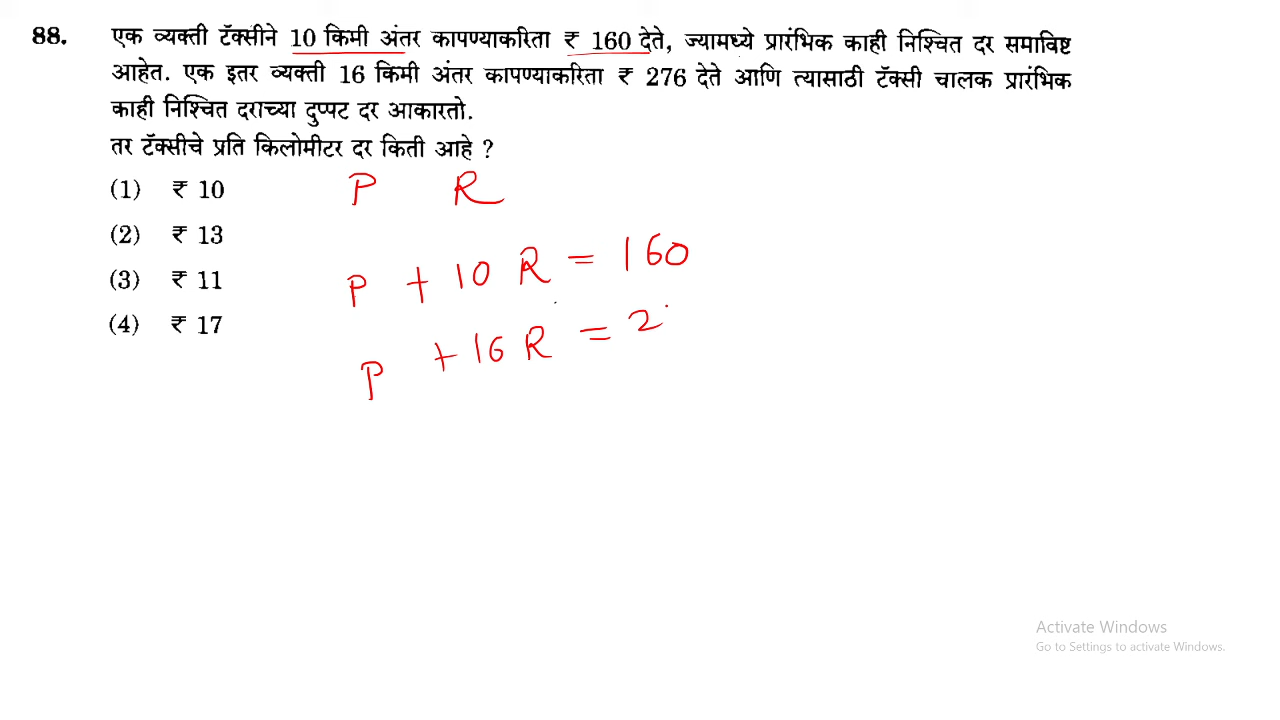 88. एक व्यक्ती टॅक्सीने 10 किमी अंतर कापण्याकरिता ₹ 160 देते, ज्यामध्ये प्रारंभिक काही निश्चित दर समाविष्ट
आहेत. एक इतर व्यक्ती 16 किमी अंतर कापण्याकरिता ₹ 276 देते आणि त्यासाठी टॅक्सी चालक प्रारंभिक
काही निश्चित दराच्या दुप्पट दर आकारतो.
तर टॅक्सीचे प्रति किलोमीटर दर किती आहे ?
(1) ₹ 10
P R
(2) ₹ 13
P + 10 R = 160
(3) ₹ 11
(4) ₹ 17
P + 16 R = 2
Activate Windows
Go to Settings to activate Windows.